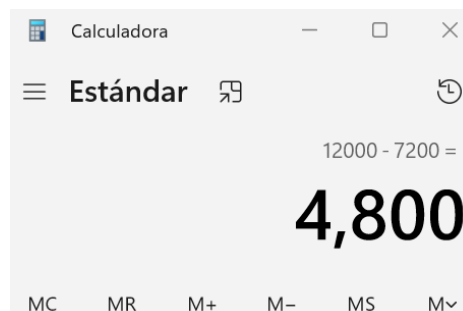 Calculadora
Estándar
12000 - 7200 =
4,800
MC MR M+ M− MS M˅